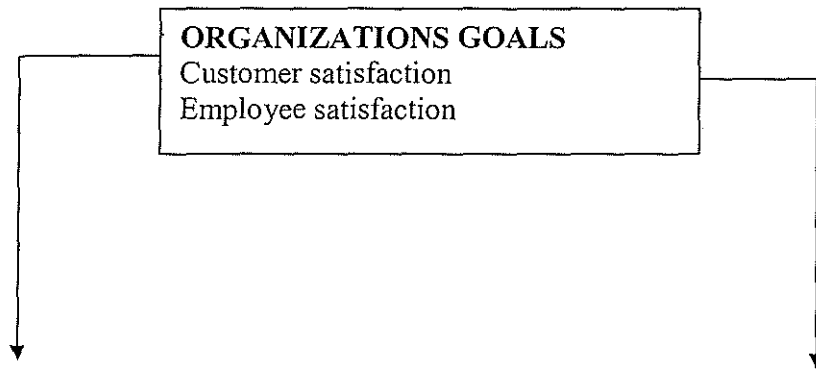 ORGANIZATIONS GOALS
Customer satisfaction
Employee satisfaction